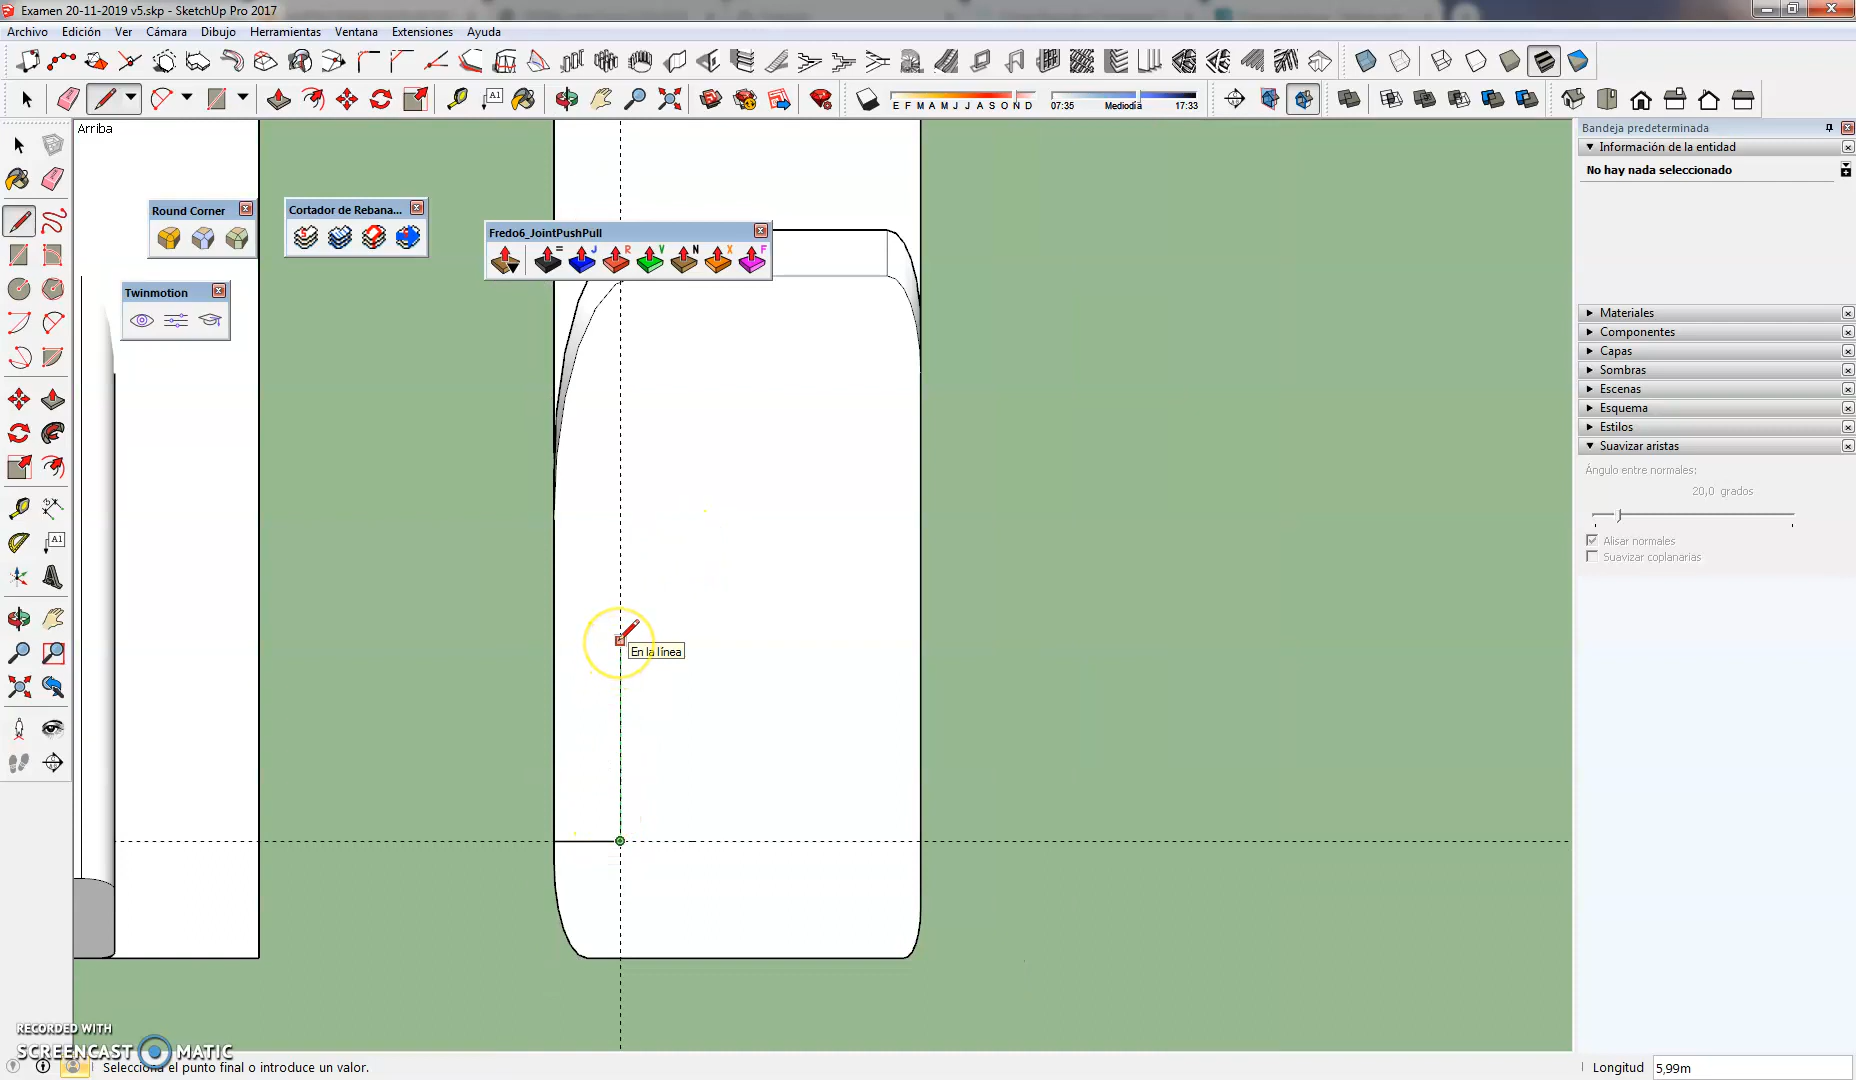 Examen 20-11-2019 v5.skp - SketchUp Pro 2017
Archivo Edición Ver Cámara Dibujo Herramientas Ventana Extensiones Ayuda
A1
E F M A M J J A S O N D
07:35 Mediodía 17:33
Arriba
Bandeja predeterminada
Información de la entidad
No hay nada seleccionado
Round Corner
Cortador de Rebana...
Fredo6_JointPushPull
= J R V N X F
Twinmotion
Materiales
Componentes
Capas
Sombras
Escenas
Esquema
Estilos
Suavizar aristas
Ángulo entre normales:
20,0 grados
Alisar normales
Suavizar coplanarias
A1
En la línea
RECORDED WITH
SCREENCAST MATIC
Selecciona el punto final o introduce un valor.
Longitud 5,99m